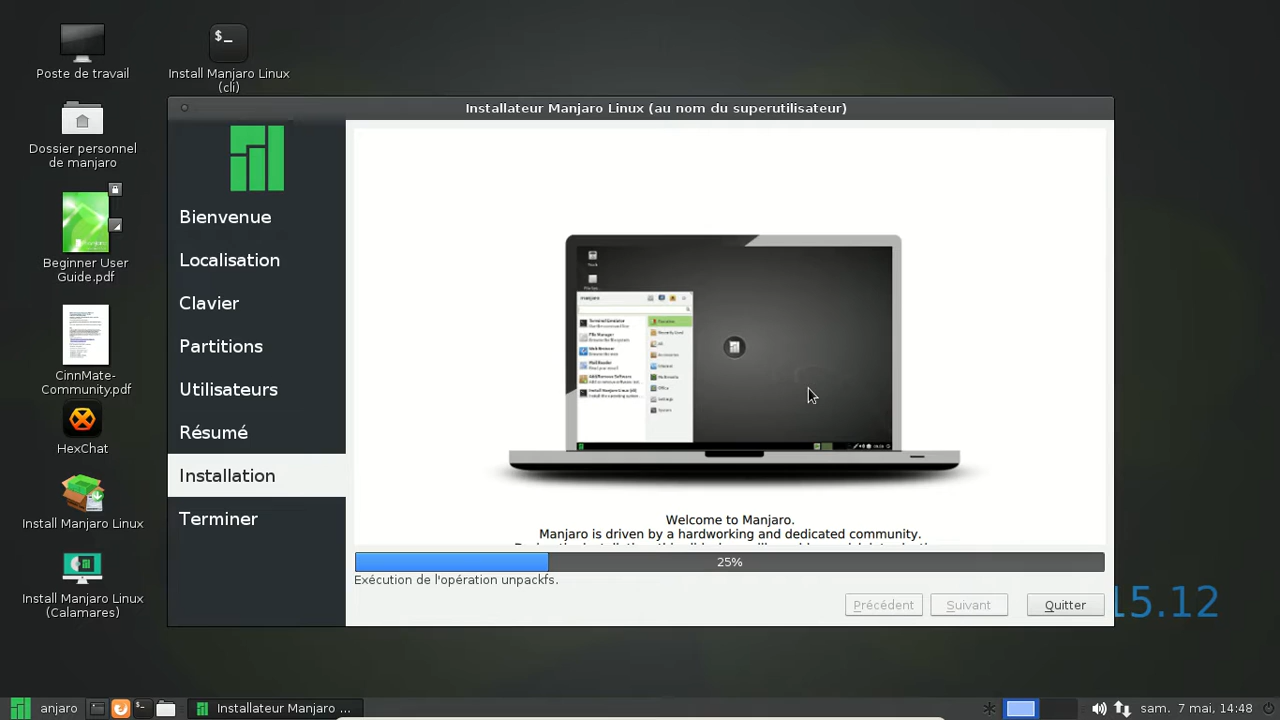 Poste de travail
Install Manjaro Linux
(cli)
Dossier personnel
de manjaro
Beginner User
Guide.pdf
CinnMate-
Community.pdf
HexChat
Install Manjaro Linux
Install Manjaro Linux
(Calamares)
Installateur Manjaro Linux (au nom du superutilisateur)
Bienvenue
Localisation
Clavier
Partitions
Utilisateurs
Résumé
Installation
Terminer
manjaro
Welcome to Manjaro.
Manjaro is driven by a hardworking and dedicated community.
25%
Exécution de l'opération unpackfs.
Précédent
Suivant
Quitter
15.12
anjaro
Installateur Manjaro ...
sam. 7 mai, 14:48